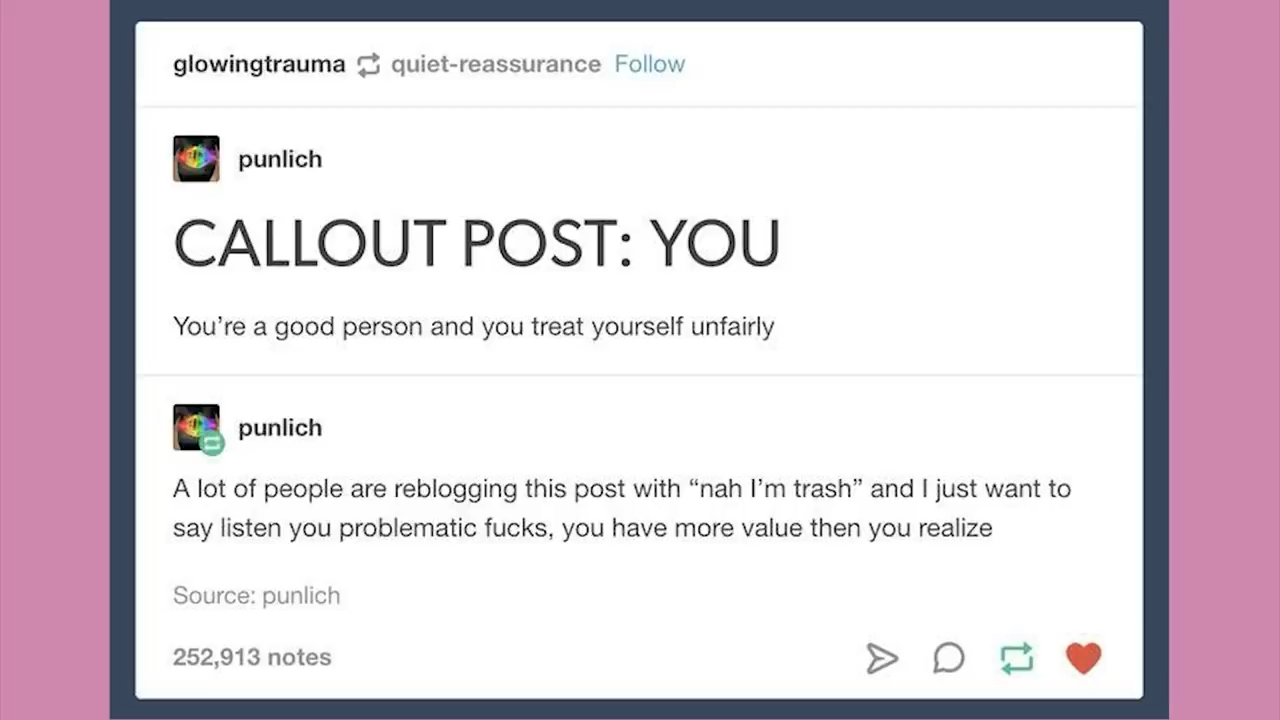 glowingtrauma quiet-reassurance Follow
punlich
CALLOUT POST: YOU
You’re a good person and you treat yourself unfairly
punlich
A lot of people are reblogging this post with “nah I’m trash” and I just want to
say listen you problematic fucks, you have more value then you realize
Source: punlich
252,913 notes